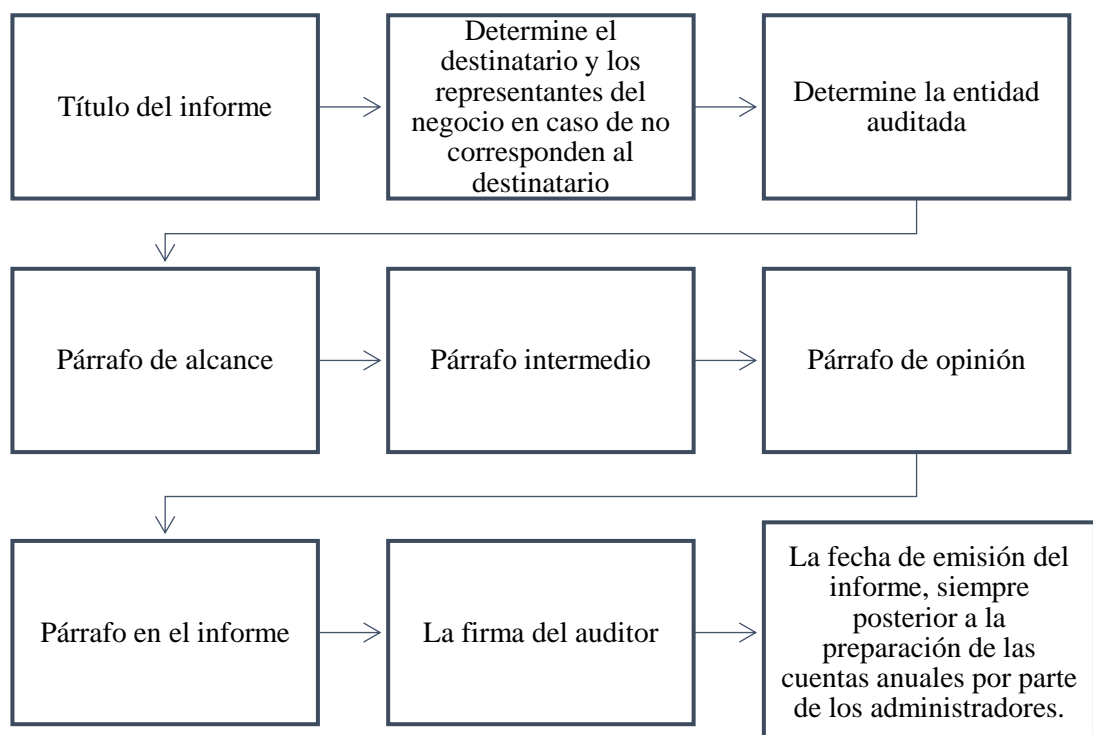 Título del informe
Determine el
destinatario y los
representantes del
negocio en caso de no
corresponden al
destinatario
Determine la entidad
auditada
Párrafo de alcance
Párrafo intermedio
Párrafo de opinión
Párrafo en el informe
La firma del auditor
La fecha de emisión del
informe, siempre
posterior a la
preparación de las
cuentas anuales por parte
de los administradores.